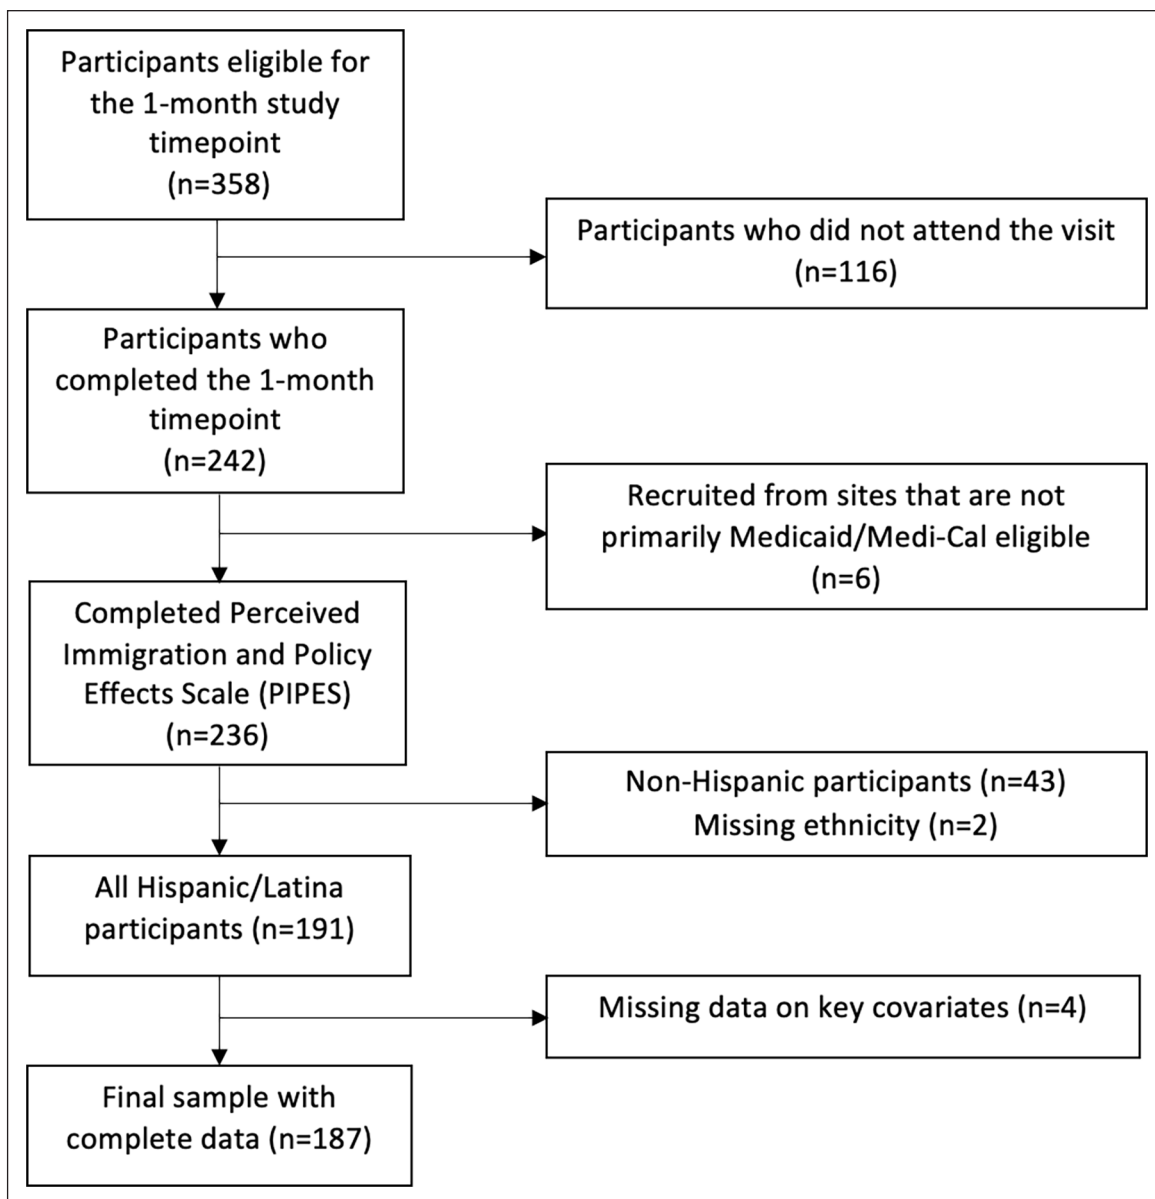 Participants eligible for
the 1-month study
timepoint
(n=358)
Participants who did not attend the visit
(n=116)
Participants who
completed the 1-month
timepoint
(n=242)
Recruited from sites that are not
primarily Medicaid/Medi-Cal eligible
(n=6)
Completed Perceived
Immigration and Policy
Effects Scale (PIPES)
(n=236)
Non-Hispanic participants (n=43)
Missing ethnicity (n=2)
All Hispanic/Latina
participants (n=191)
Missing data on key covariates (n=4)
Final sample with
complete data (n=187)